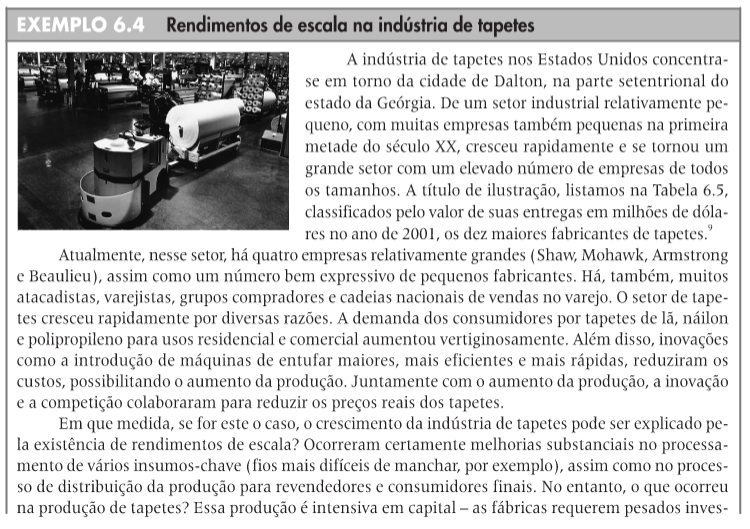 EXEMPLO 6.4 Rendimentos de escala na indústria de tapetes
A indústria de tapetes nos Estados Unidos concentra-
se em torno da cidade de Dalton, na parte setentrional do
estado da Geórgia. De um setor industrial relativamente pe-
queno, com muitas empresas também pequenas na primeira
metade do século XX, cresceu rapidamente e se tornou um
grande setor com um elevado número de empresas de todos
os tamanhos. A título de ilustração, listamos na Tabela 6.5,
classificados pelo valor de suas entregas em milhões de dóla-
res no ano de 2001, os dez maiores fabricantes de tapetes.⁹
Atualmente, nesse setor, há quatro empresas relativamente grandes (Shaw, Mohawk, Armstrong
e Beaulieu), assim como um número bem expressivo de pequenos fabricantes. Há, também, muitos
atacadistas, varejistas, grupos compradores e cadeias nacionais de vendas no varejo. O setor de tape-
tes cresceu rapidamente por diversas razões. A demanda dos consumidores por tapetes de lã, náilon
e polipropileno para usos residencial e comercial aumentou vertiginosamente. Além disso, inovações
como a introdução de máquinas de entufar maiores, mais eficientes e mais rápidas, reduziram os
custos, possibilitando o aumento da produção. Juntamente com o aumento da produção, a inovação
e a competição colaboraram para reduzir os preços reais dos tapetes.
Em que medida, se for este o caso, o crescimento da indústria de tapetes pode ser explicado pe-
la existência de rendimentos de escala? Ocorreram certamente melhorias substanciais no processa-
mento de vários insumos-chave (fios mais difíceis de manchar, por exemplo), assim como no proces-
so de distribuição da produção para revendedores e consumidores finais. No entanto, o que ocorreu
na produção de tapetes? Essa produção é intensiva em capital – as fábricas requerem pesados inves-